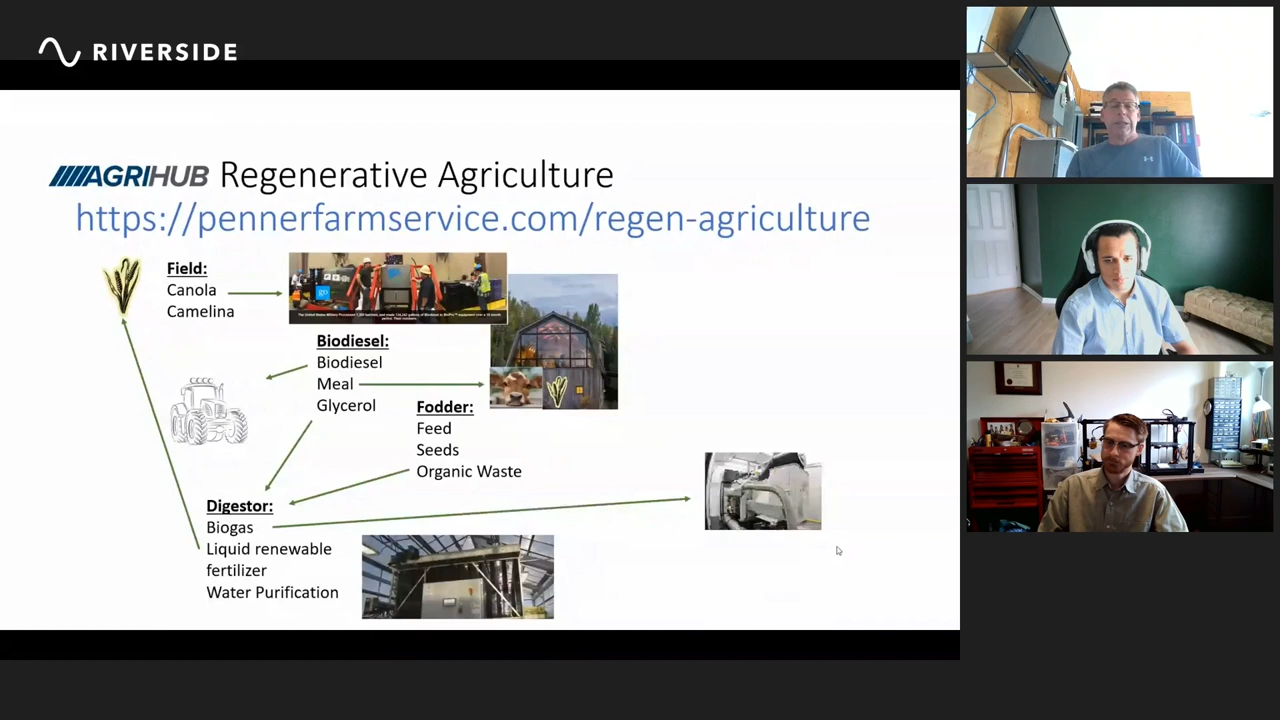 RIVERSIDE
AGRIHUB Regenerative Agriculture
https://pennerfarmservice.com/regen-agriculture
Field:
Canola
Camelina
Biodiesel:
Biodiesel
Meal
Glycerol
Fodder:
Feed
Seeds
Organic Waste
Digestor:
Biogas
Liquid renewable
fertilizer
Water Purification